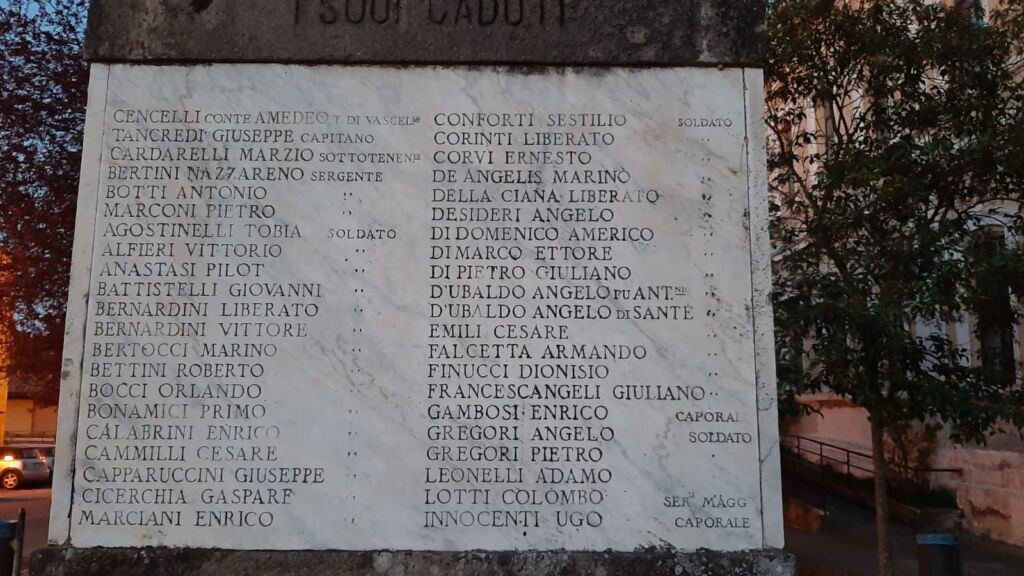 I SUOI CADUTI
CENCELLI CONTE AMEDEO T. DI VASCELLO
TANCREDI GIUSEPPE CAPITANO
CARDARELLI MARZIO SOTTOTENENTE
BERTINI NAZZARENO SERGENTE
BOTTI ANTONIO "
MARCONI PIETRO "
AGOSTINELLI TOBIA SOLDATO
ALFIERI VITTORIO "
ANASTASI PILOT "
BATTISTELLI GIOVANNI "
BERNARDINI LIBERATO "
BERNARDINI VITTORE "
BERTOCCI MARINO "
BETTINI ROBERTO "
BOCCI ORLANDO "
BONAMICI PRIMO "
CALABRINI ENRICO "
CAMMILLI CESARE "
CAPPARUCCINI GIUSEPPE "
CICERCHIA GASPARE "
MARCIANI ENRICO "
CONFORTI SESTILIO SOLDATO
CORINTI LIBERATO "
CORVI ERNESTO "
DE ANGELIS MARINO "
DELLA CIANA LIBERATO "
DESIDERI ANGELO "
DI DOMENICO AMERICO "
DI MARCO ETTORE "
DI PIETRO GIULIANO "
D'UBALDO ANGELO FU ANT.NIO "
D'UBALDO ANGELO DI SANTE "
EMILI CESARE "
FALCETTA ARMANDO "
FINUCCI DIONISIO "
FRANCESCANGELI GIULIANO "
GAMBOSI ENRICO CAPORAL
GREGORI ANGELO SOLDATO
GREGORI PIETRO "
LEONELLI ADAMO
LOTTI COLOMBO SER.TE MAGG
INNOCENTI UGO CAPORALE